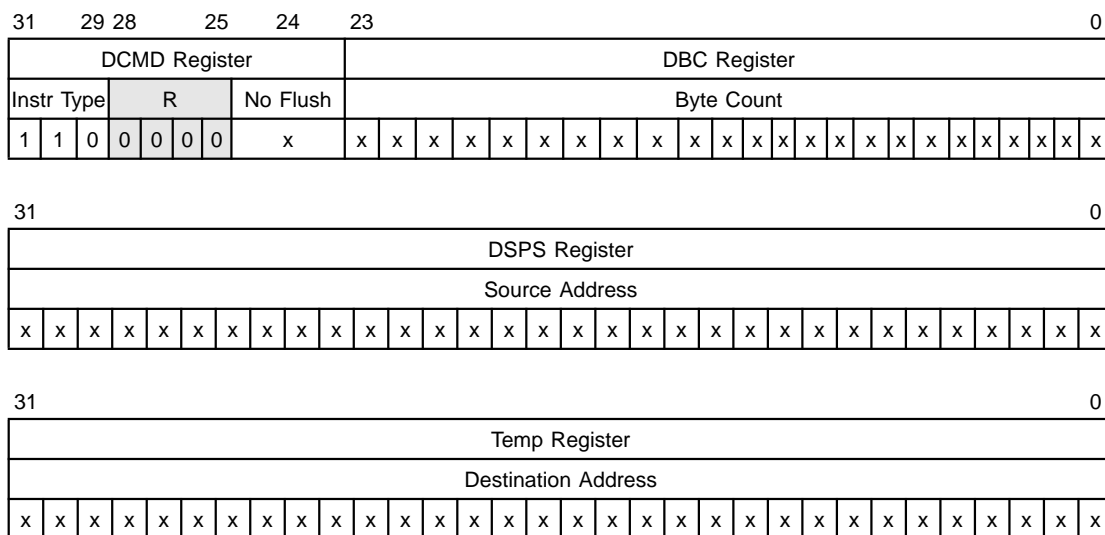 31 29 28 25 24 23 0
DCMD Register DBC Register
Instr Type R No Flush Byte Count
1 1 0 0 0 0 0 x x x x x x x x x x x x x x x x x x x x x x x x x
31 0
DSPS Register
Source Address
x x x x x x x x x x x x x x x x x x x x x x x x x x x x x x x x
31 0
Temp Register
Destination Address
x x x x x x x x x x x x x x x x x x x x x x x x x x x x x x x x